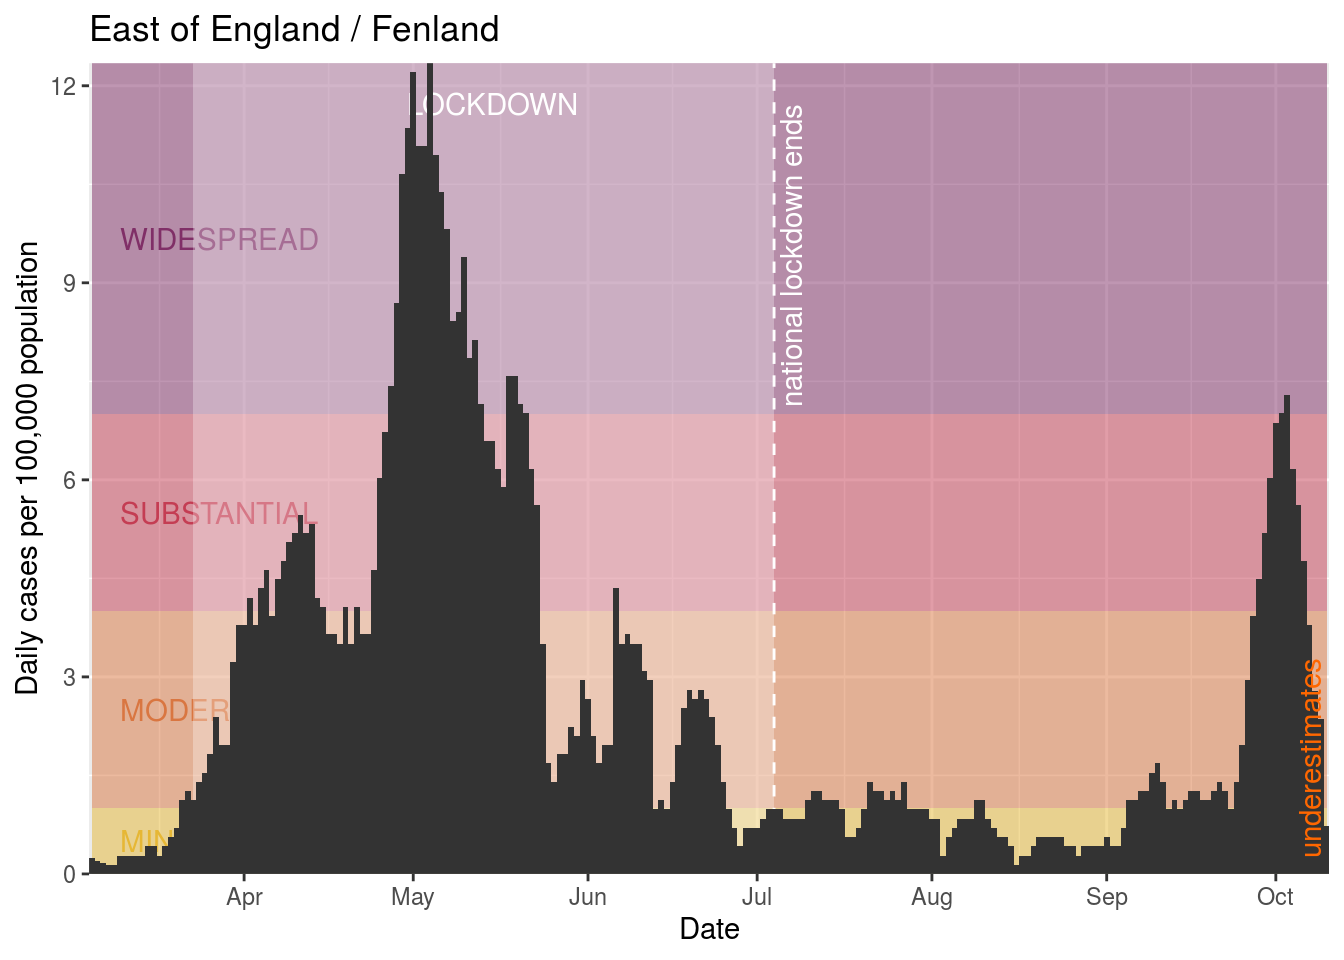 East of England / Fenland
12
9
6
3
0
Daily cases per 100,000 population
LOCKDOWN
national lockdown ends
WIDESPREAD
SUBSTANTIAL
MODER
MIN
underestimates
Apr
May
Jun
Jul
Aug
Sep
Oct
Date